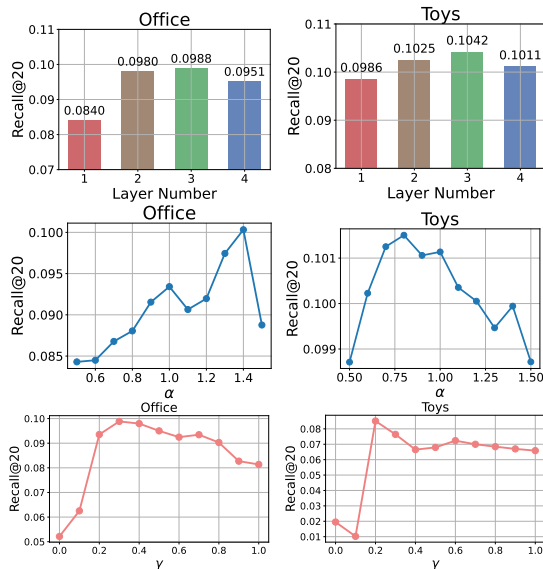 Office
Recall@20
0.11
0.10
0.09
0.08
0.07
0.0840
0.0980
0.0988
0.0951
1 2 3 4
Layer Number
Toys
Recall@20
0.11
0.10
0.09
0.08
0.0986
0.1025
0.1042
0.1011
1 2 3 4
Layer Number
Office
Recall@20
0.100
0.095
0.090
0.085
0.6 0.8 1.0 1.2 1.4
α
Toys
Recall@20
0.101
0.100
0.099
0.50 0.75 1.00 1.25 1.50
α
Office
Recall@20
0.10
0.09
0.08
0.07
0.06
0.05
0.0 0.2 0.4 0.6 0.8 1.0
γ
Toys
Recall@20
0.08
0.07
0.06
0.05
0.04
0.03
0.02
0.01
0.0 0.2 0.4 0.6 0.8 1.0
γ